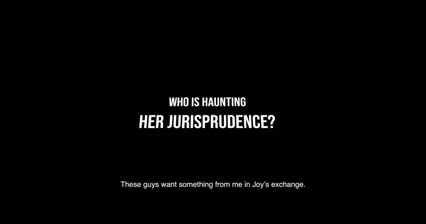 WHO IS HAUNTING
HER JURISPRUDENCE?
These guys want something from me in Joy's exchange.